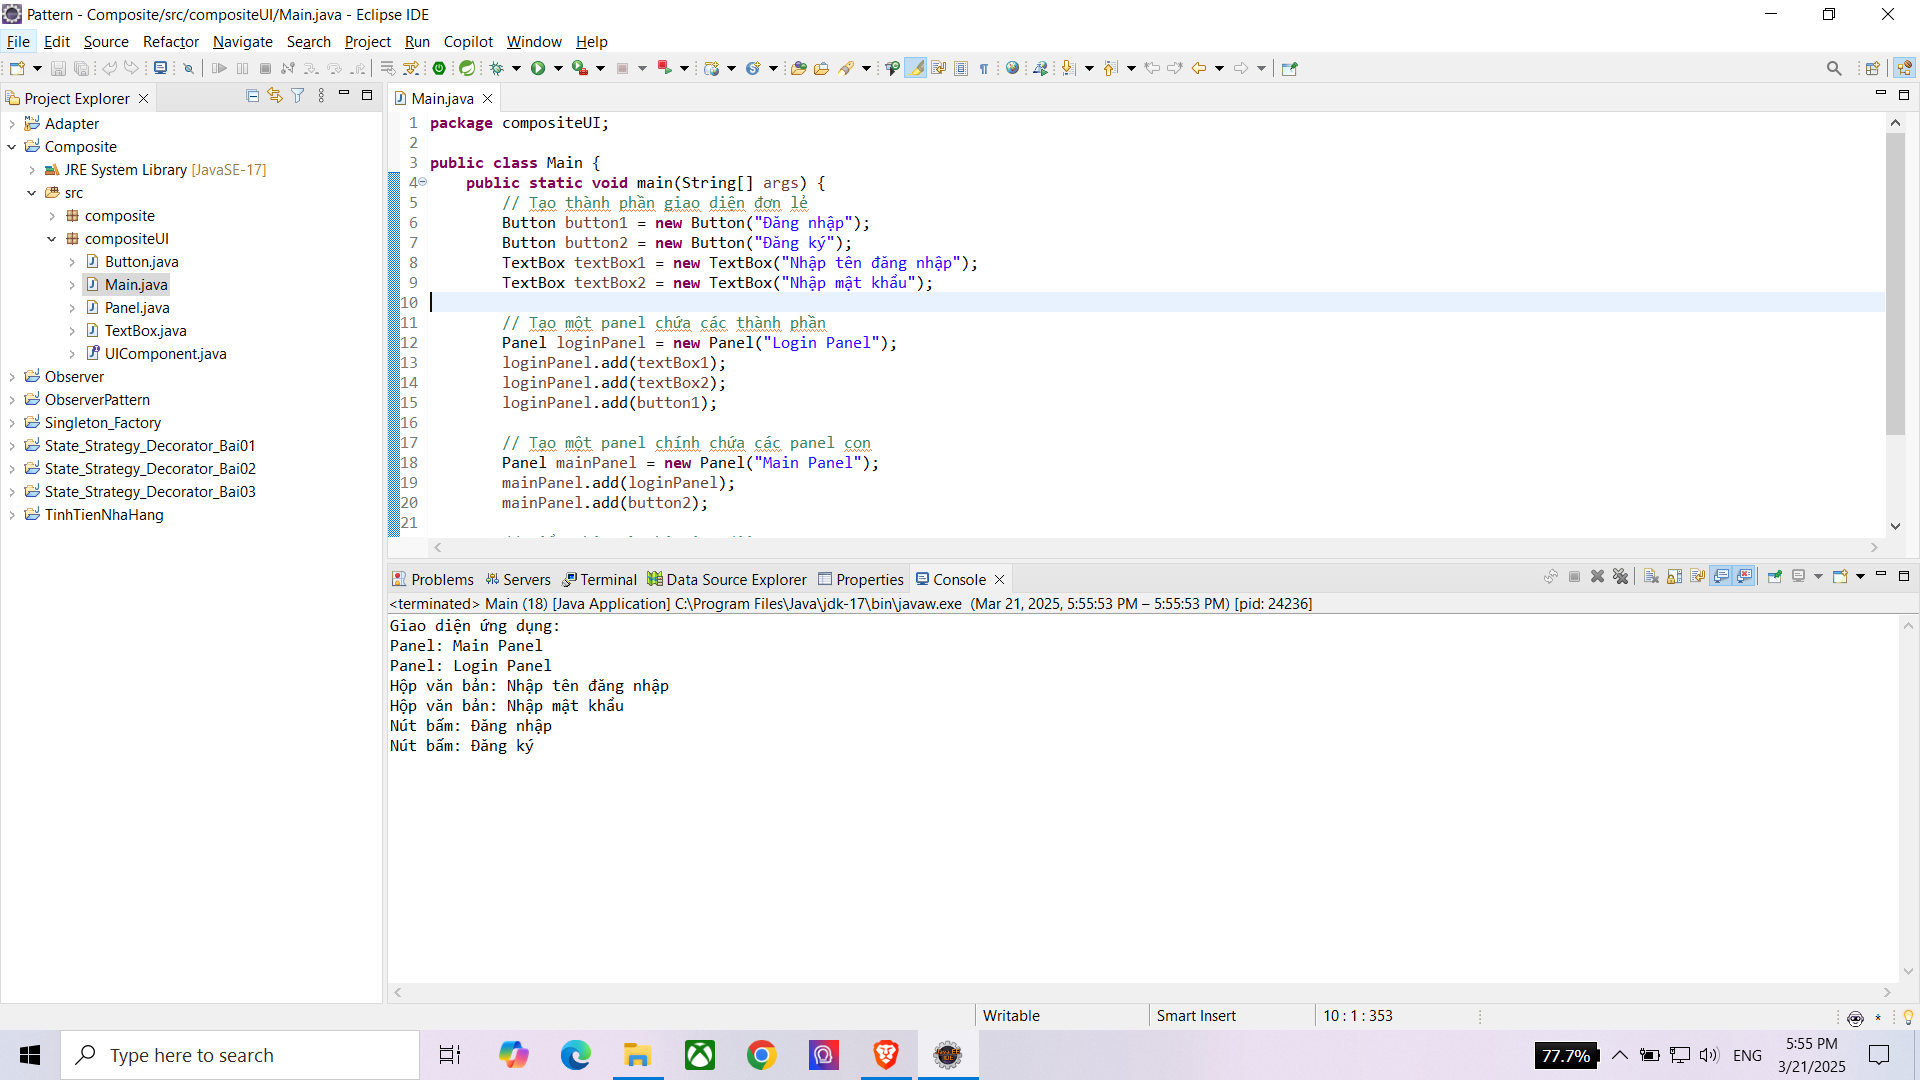 Pattern - Composite/src/compositeUI/Main.java - Eclipse IDE
File Edit Source Refactor Navigate Search Project Run Copilot Window Help
Project Explorer
Adapter
Composite
JRE System Library [JavaSE-17]
src
composite
compositeUI
Button.java
Main.java
Panel.java
TextBox.java
UIComponent.java
Observer
ObserverPattern
Singleton_Factory
State_Strategy_Decorator_Bai01
State_Strategy_Decorator_Bai02
State_Strategy_Decorator_Bai03
TinhTienNhaHang
Main.java
1 package compositeUI;
2
3 public class Main {
4 public static void main(String[] args) {
5 // Tạo thành phần giao diện đơn lẻ
6 Button button1 = new Button("Đăng nhập");
7 Button button2 = new Button("Đăng ký");
8 TextBox textBox1 = new TextBox("Nhập tên đăng nhập");
9 TextBox textBox2 = new TextBox("Nhập mật khẩu");
10
11 // Tạo một panel chứa các thành phần
12 Panel loginPanel = new Panel("Login Panel");
13 loginPanel.add(textBox1);
14 loginPanel.add(textBox2);
15 loginPanel.add(button1);
16
17 // Tạo một panel chính chứa các panel con
18 Panel mainPanel = new Panel("Main Panel");
19 mainPanel.add(loginPanel);
20 mainPanel.add(button2);
21
Problems Servers Terminal Data Source Explorer Properties Console
<terminated> Main (18) [Java Application] C:\Program Files\Java\jdk-17\bin\javaw.exe (Mar 21, 2025, 5:55:53 PM – 5:55:53 PM) [pid: 24236]
Giao diện ứng dụng:
Panel: Main Panel
Panel: Login Panel
Hộp văn bản: Nhập tên đăng nhập
Hộp văn bản: Nhập mật khẩu
Nút bấm: Đăng nhập
Nút bấm: Đăng ký
Writable Smart Insert 10 : 1 : 353
Type here to search
77.7% ENG
5:55 PM
3/21/2025